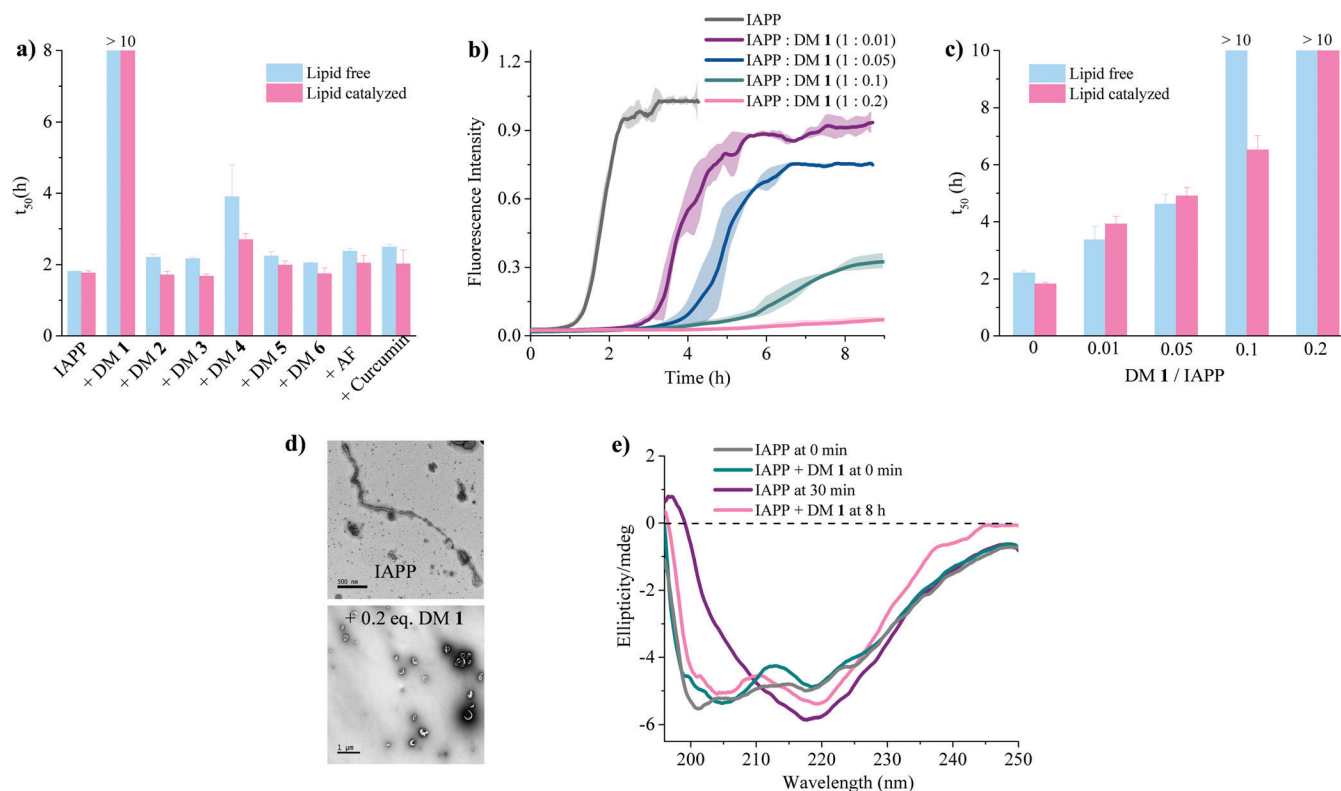 a)
> 10
Lipid free
Lipid catalyzed
t50(h)
8
6
4
2
0
IAPP
+ DM 1
+ DM 2
+ DM 3
+ DM 4
+ DM 5
+ DM 6
+ AF
+ Curcumin
b)
IAPP
IAPP : DM 1 (1 : 0.01)
IAPP : DM 1 (1 : 0.05)
IAPP : DM 1 (1 : 0.1)
IAPP : DM 1 (1 : 0.2)
Fluorescence Intensity
1.2
0.9
0.6
0.3
0.0
0 2 4 6 8
Time (h)
c)
> 10
> 10
Lipid free
Lipid catalyzed
t50 (h)
10
8
6
4
2
0
0 0.01 0.05 0.1 0.2
DM 1 / IAPP
d)
IAPP
500 nm
+ 0.2 eq. DM 1
1 µm
e)
IAPP at 0 min
IAPP + DM 1 at 0 min
IAPP at 30 min
IAPP + DM 1 at 8 h
Ellipticity/mdeg
2
0
-2
-4
-6
200 210 220 230 240 250
Wavelength (nm)